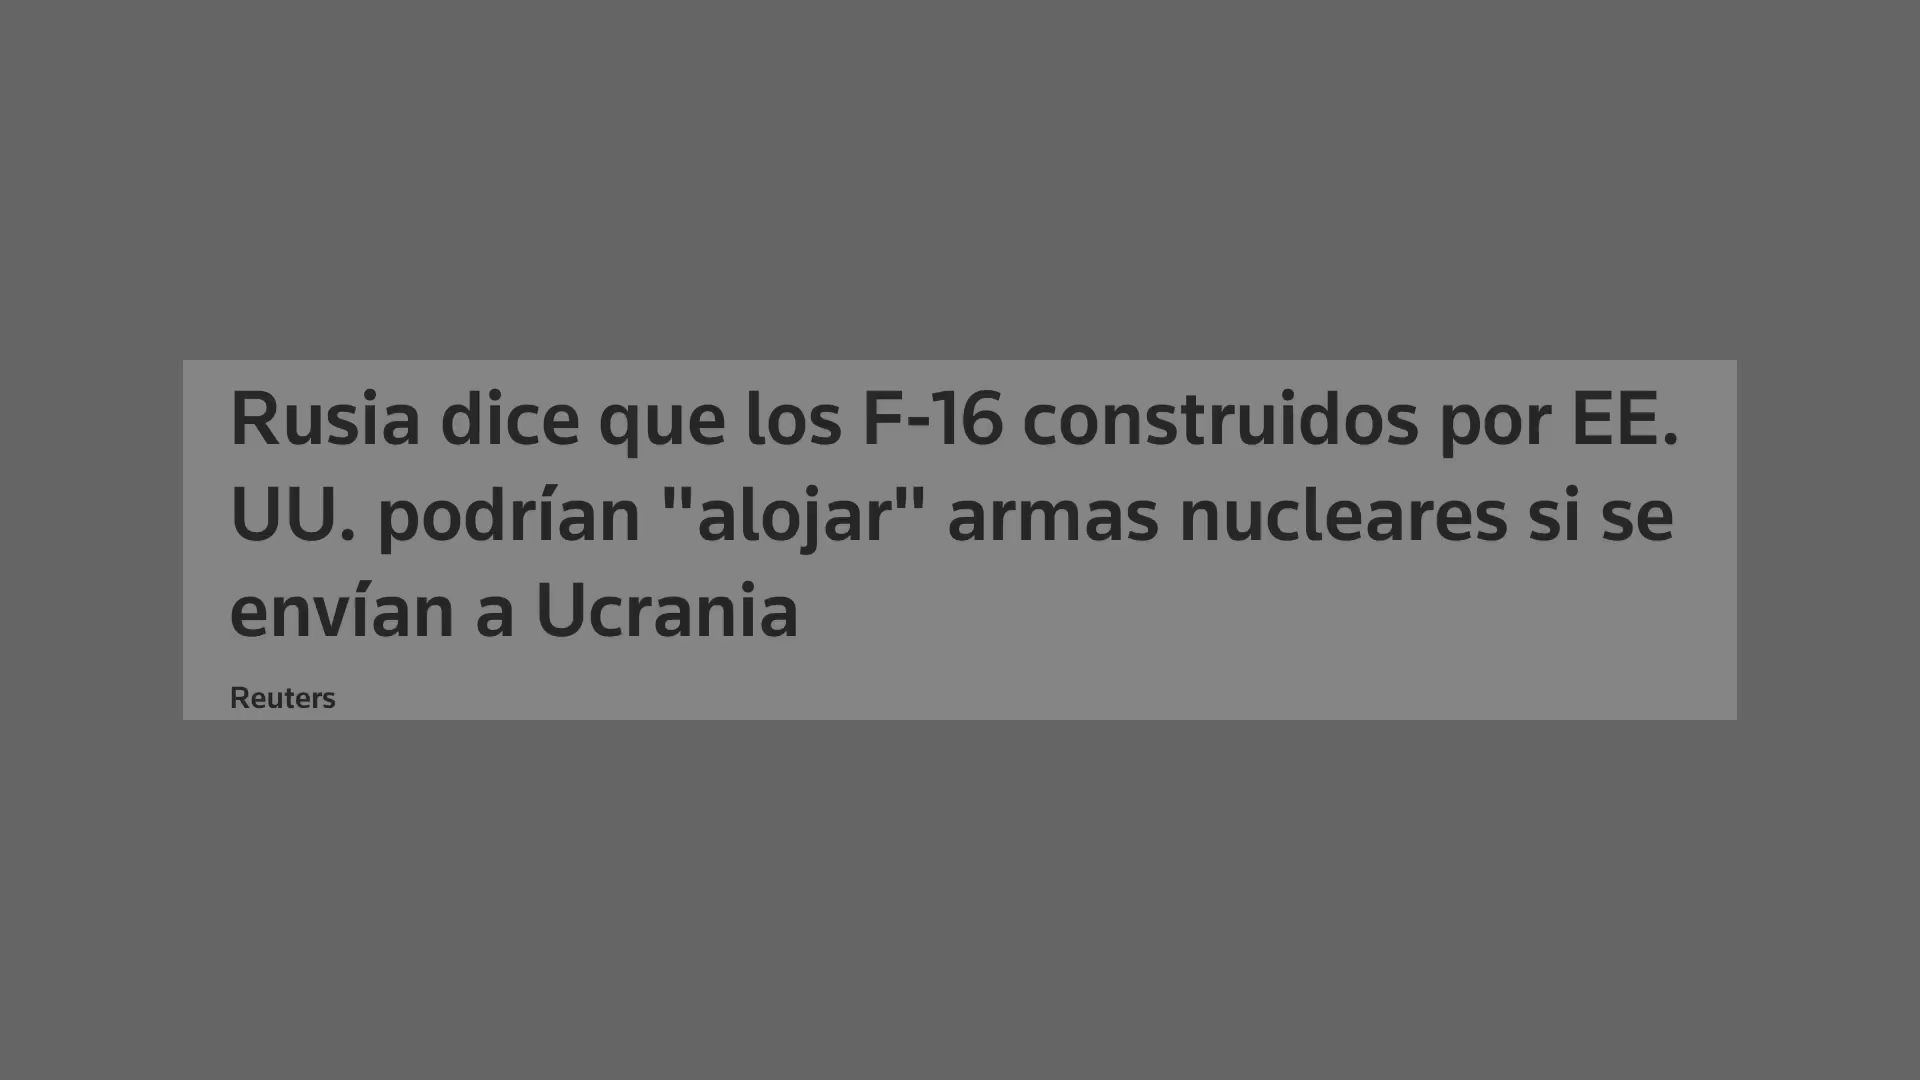 Rusia dice que los F-16 construidos por EE.
UU. podrían "alojar" armas nucleares si se
envían a Ucrania
Reuters